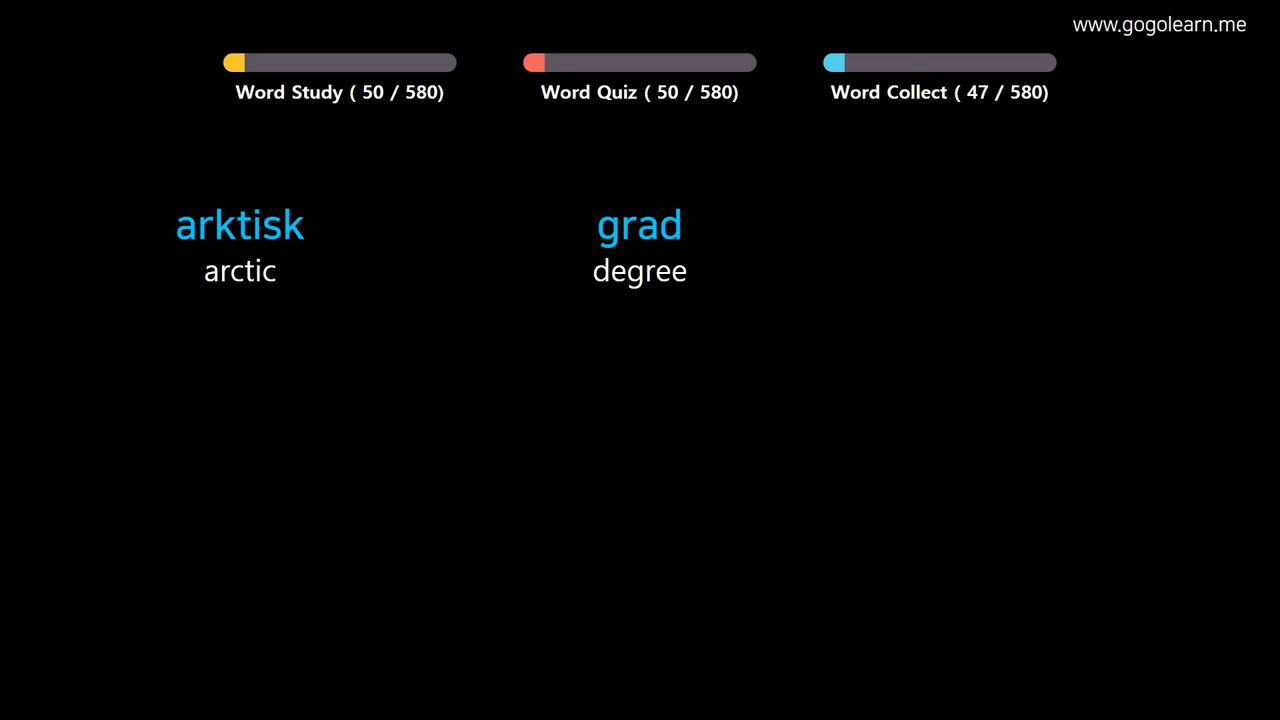 www.gogolearn.me
Word Study ( 50 / 580)
Word Quiz ( 50 / 580)
Word Collect ( 47 / 580)
arktisk
arctic
grad
degree